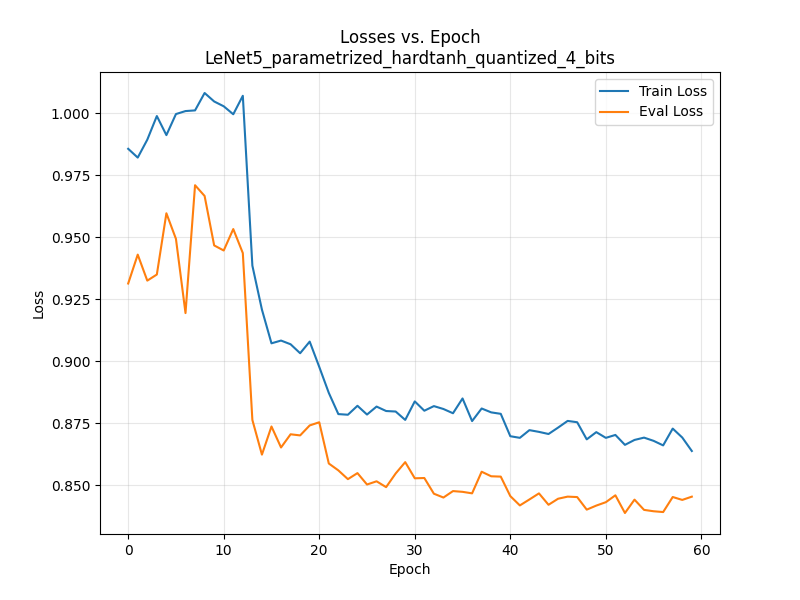 Losses vs. Epoch
LeNet5_parametrized_hardtanh_quantized_4_bits
Train Loss
Eval Loss
1.000
0.975
0.950
0.925
0.900
0.875
0.850
Loss
0 10 20 30 40 50 60
Epoch